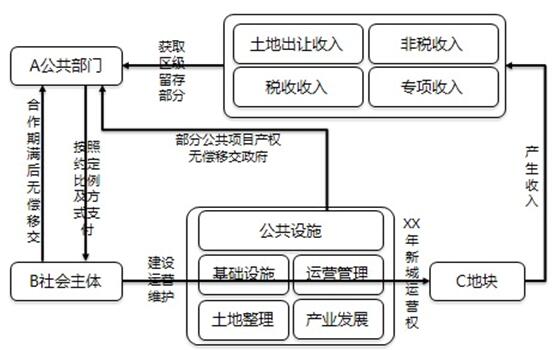 获取
区级
留存
部分
土地出让收入
非税收入
税收收入
专项收入
A公共部门
合作期满后无偿移交
按照
约定
比例
及方
式支
付
部分公共项目产权
无偿移交政府
产生收入
公共设施
基础设施
运营管理
土地整理
产业发展
建设
运营
维护
XX
年新城运营权
B社会主体
C地块